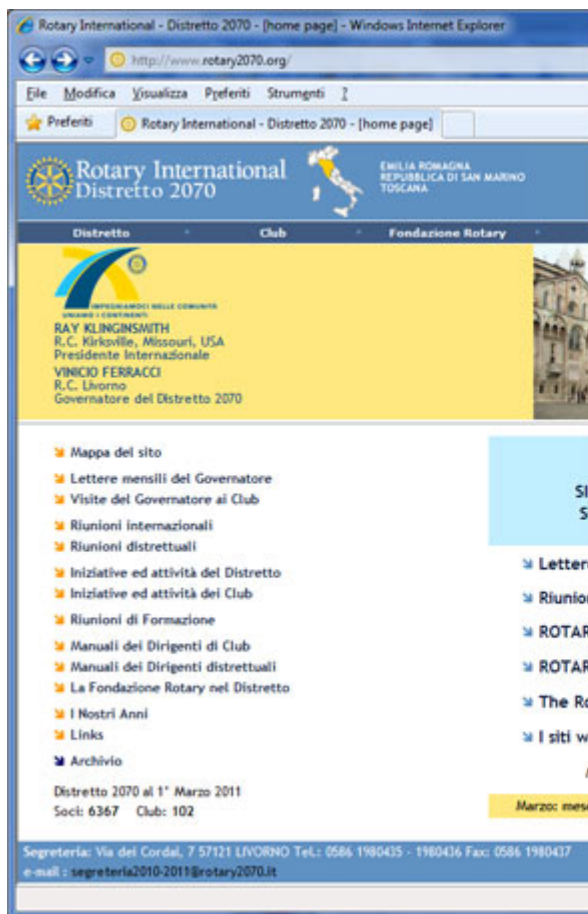 Rotary International - Distretto 2070 - [home page] - Windows Internet Explorer
http://www.rotary2070.org/
File Modifica Visualizza Preferiti Strumenti ?
Preferiti Rotary International - Distretto 2070 - [home page]
Rotary International
Distretto 2070
EMILIA ROMAGNA
REPUBBLICA DI SAN MARINO
TOSCANA
Distretto Club Fondazione Rotary
IMPEGNIAMOCI NELLE COMUNITÀ
UNIAMO I CONTINENTI
RAY KLINGINSMITH
R.C. Kirksville, Missouri, USA
Presidente Internazionale
VINICIO FERRACCI
R.C. Livorno
Governatore del Distretto 2070
Mappa del sito
Lettere mensili del Governatore
Visite del Governatore ai Club
Riunioni internazionali
Riunioni distrettuali
Iniziative ed attività del Distretto
Iniziative ed attività dei Club
Riunioni di Formazione
Manuali dei Dirigenti di Club
Manuali dei Dirigenti distrettuali
La Fondazione Rotary nel Distretto
I Nostri Anni
Links
Archivio
Distretto 2070 al 1° Marzo 2011
Soci: 6367 Club: 102
SI
S
Letter
Riunion
ROTAR
ROTAR
The Ro
I siti w
Marzo: mes
Segreteria: Via dei Cordai, 7 57121 LIVORNO Tel.: 0586 1980435 - 1980436 Fax: 0586 1980437
e-mail : segreteria2010-2011@rotary2070.it